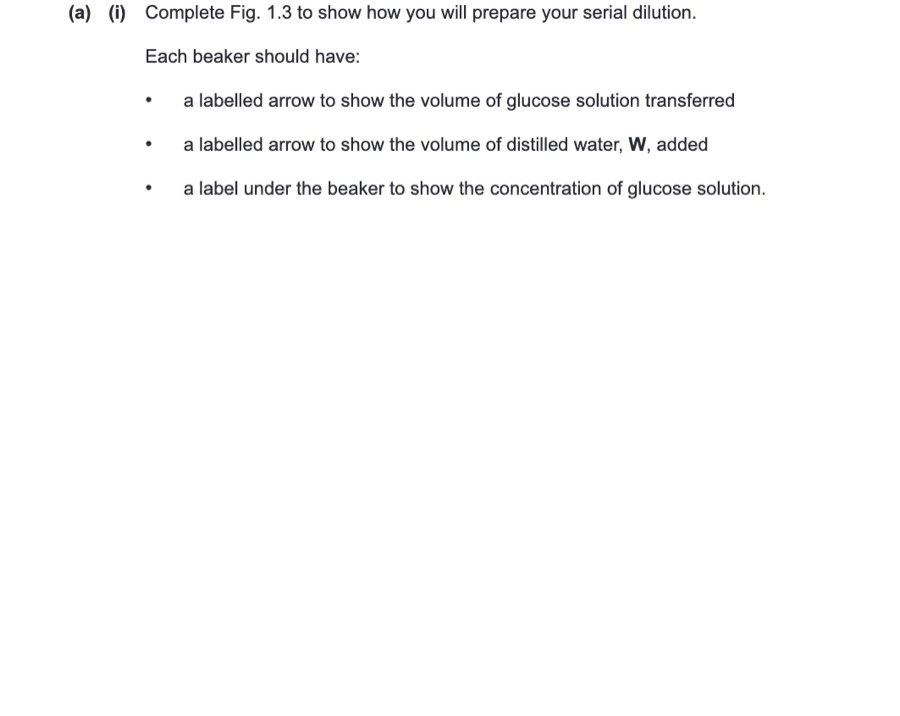 (a) (i) Complete Fig. 1.3 to show how you will prepare your serial dilution.
Each beaker should have:
• a labelled arrow to show the volume of glucose solution transferred
• a labelled arrow to show the volume of distilled water, W, added
• a label under the beaker to show the concentration of glucose solution.